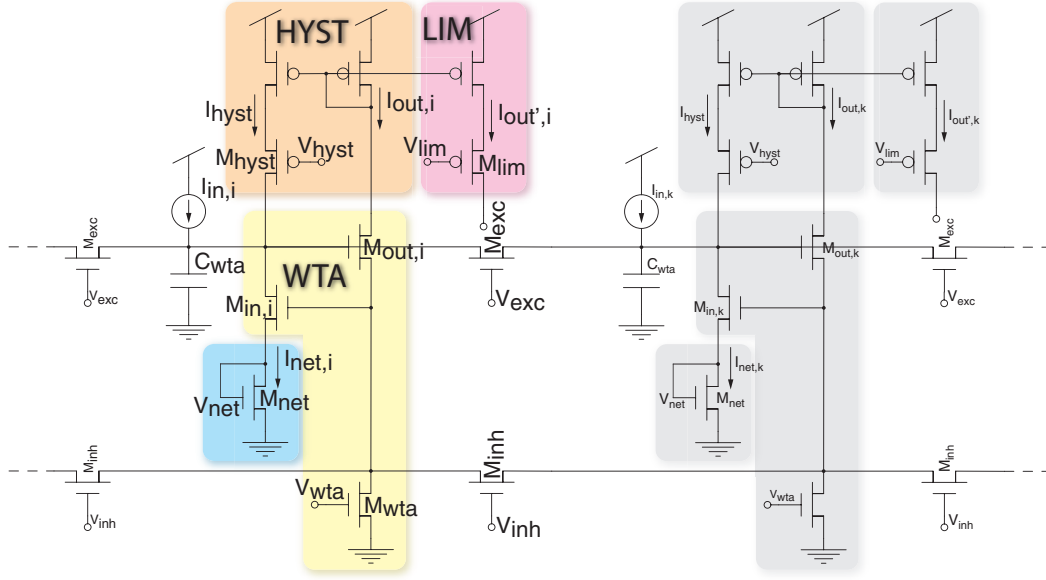 HYST LIM
Ihyst Iout,i Iout',i
Mhyst Vhyst Vlim Mlim
Iin,i
Mexc Cwta Mout,i Mexc
Vexc WTA Vexc
Min,i
Inet,i
Vnet Mnet
Minh Minh
Vwta Mwta
Vinh Vinh
Ihyst Iout,k Iout',k
Vhyst Vlim
Iin,k
Cwta Mout,k Mexc
Min,k Vexc
Inet,k
Vnet Mnet
Minh
Vwta
Vinh